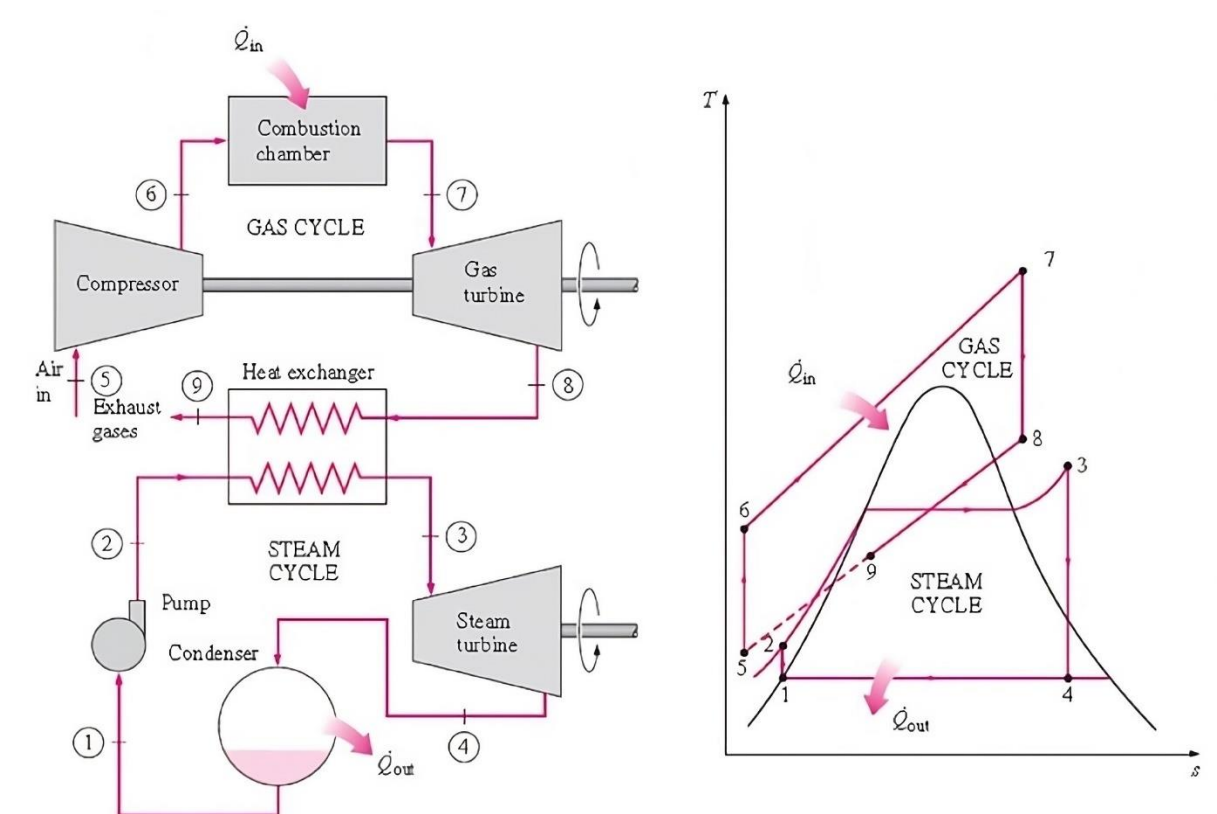 Q̇in
Combustion
chamber
6
7
GAS CYCLE
Compressor
Gas
turbine
Air
in
5
9
Heat exchanger
8
Exhaust
gases
2
3
STEAM
CYCLE
Pump
Condenser
Steam
turbine
1
4
Q̇out
T
7
GAS
CYCLE
Q̇in
8
3
6
9
STEAM
CYCLE
2
5
1
4
Q̇out
s